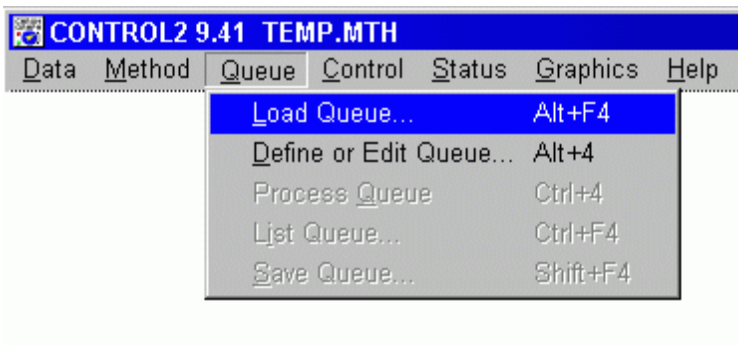 CONTROL2 9.41 TEMP.MTH
Data Method Queue Control Status Graphics Help
Load Queue... Alt+F4
Define or Edit Queue... Alt+4
Process Queue Ctrl+4
List Queue... Ctrl+F4
Save Queue... Shift+F4